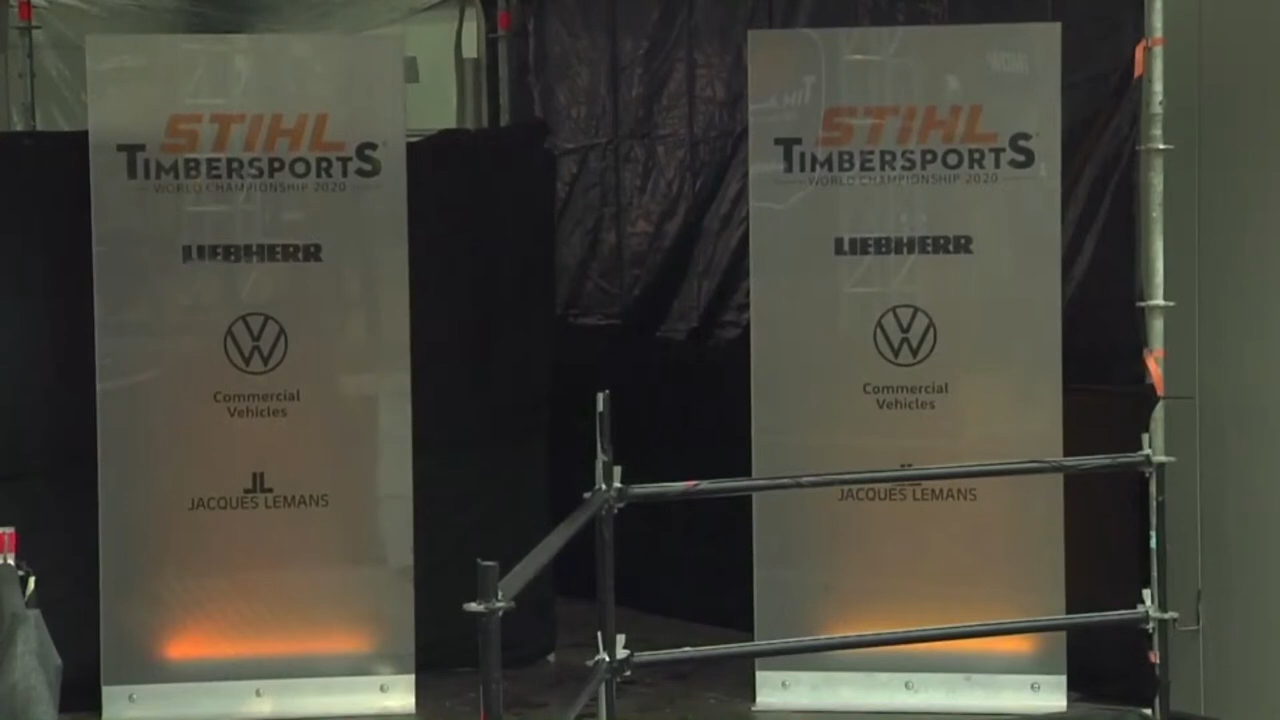 STIHL
TIMBERSPORTS
WORLD CHAMPIONSHIP 2020
LIEBHERR
Commercial
Vehicles
JL
JACQUES LEMANS
STIHL
TIMBERSPORTS
WORLD CHAMPIONSHIP 2020
LIEBHERR
Commercial
Vehicles
JACQUES LEMANS